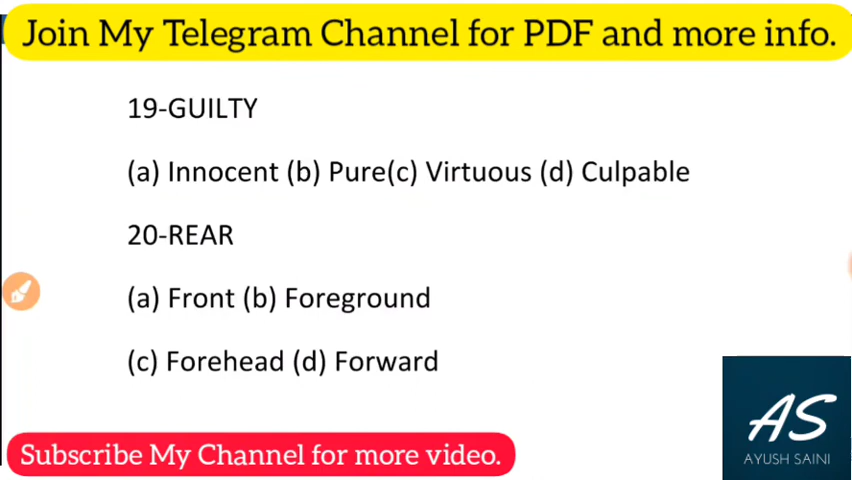 Join My Telegram Channel for PDF and more info.
19-GUILTY
(a) Innocent (b) Pure(c) Virtuous (d) Culpable
20-REAR
(a) Front (b) Foreground
(c) Forehead (d) Forward
AS
AYUSH SAINI
Subscribe My Channel for more video.